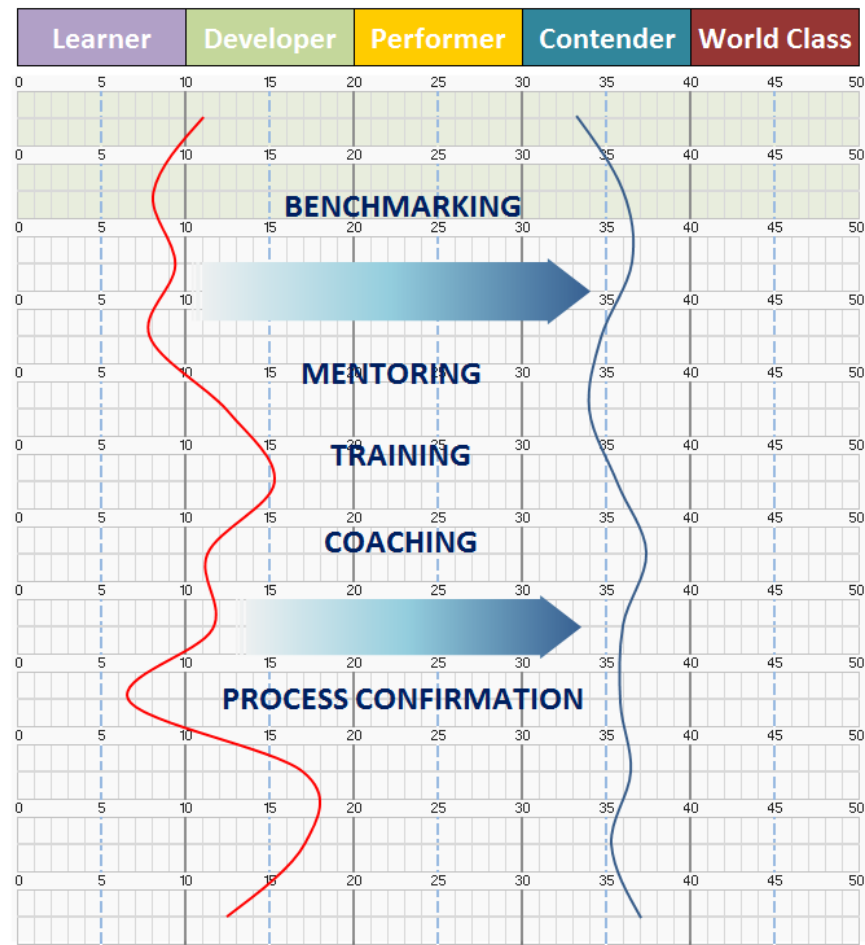 Learner Developer Performer Contender World Class
0 5 10 15 20 25 30 35 40 45 50
0 5 10 15 20 25 30 35 40 45 50
BENCHMARKING
0 5 10 15 20 25 30 35 40 45 50
0 5 10 35 40 45 50
0 5 10 15 20 25 30 35 40 45 50
MENTORING
0 5 10 15 20 25 30 35 40 45 50
TRAINING
0 5 10 15 20 25 30 35 40 45 50
COACHING
0 5 10 15 20 25 30 35 40 45 50
0 5 10 15 20 25 30 35 40 45 50
PROCESS CONFIRMATION
0 5 10 15 20 25 30 35 40 45 50
0 5 10 15 20 25 30 35 40 45 50
0 5 10 15 20 25 30 35 40 45 50